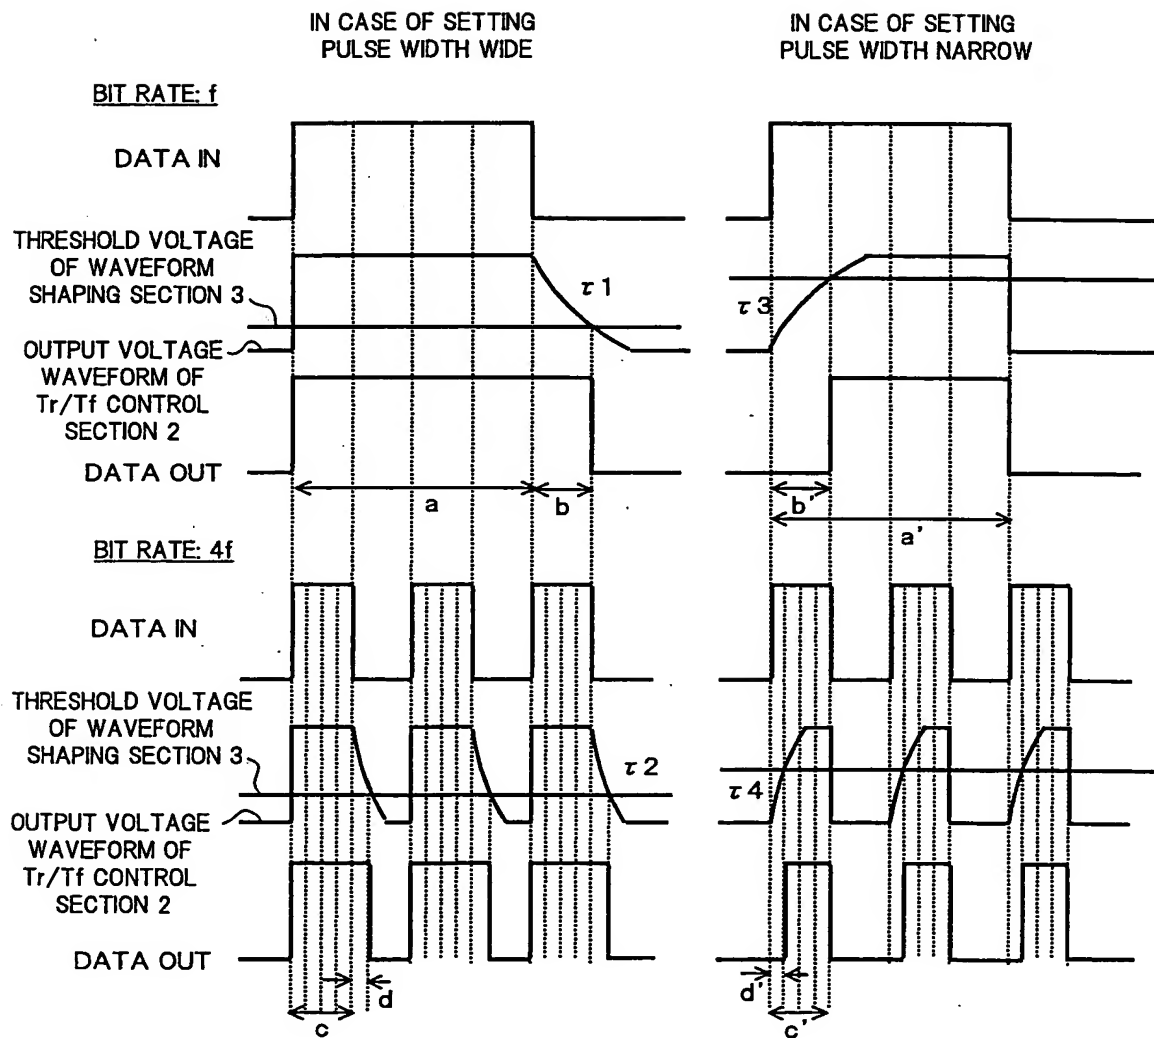 IN CASE OF SETTING
PULSE WIDTH WIDE
IN CASE OF SETTING
PULSE WIDTH NARROW
BIT RATE: f
DATA IN
THRESHOLD VOLTAGE
OF WAVEFORM
SHAPING SECTION 3
τ1
τ3
OUTPUT VOLTAGE
WAVEFORM OF
Tr/Tf CONTROL
SECTION 2
DATA OUT
a
b
b'
a'
BIT RATE: 4f
DATA IN
THRESHOLD VOLTAGE
OF WAVEFORM
SHAPING SECTION 3
τ2
τ4
OUTPUT VOLTAGE
WAVEFORM OF
Tr/Tf CONTROL
SECTION 2
DATA OUT
d
d'
c
c'